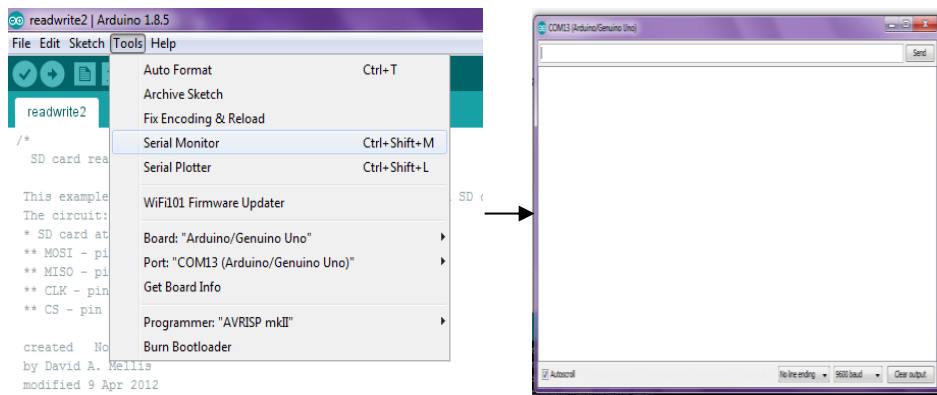 readwrite2 | Arduino 1.8.5
File Edit Sketch Tools Help
readwrite2
Auto Format Ctrl+T
Archive Sketch
Fix Encoding & Reload
Serial Monitor Ctrl+Shift+M
Serial Plotter Ctrl+Shift+L
WiFi101 Firmware Updater
Board: "Arduino/Genuino Uno"
Port: "COM13 (Arduino/Genuino Uno)"
Get Board Info
Programmer: "AVRISP mkII"
Burn Bootloader
/*
SD card rea
This example SD
The circuit:
* SD card at
** MOSI - pi
** MISO - pi
** CLK - pin
** CS - pin
created No
by David A. Mellis
modified 9 Apr 2012
COM13 (Arduino/Genuino Uno)
Send
Autoscroll No line ending 9600 baud Clear output